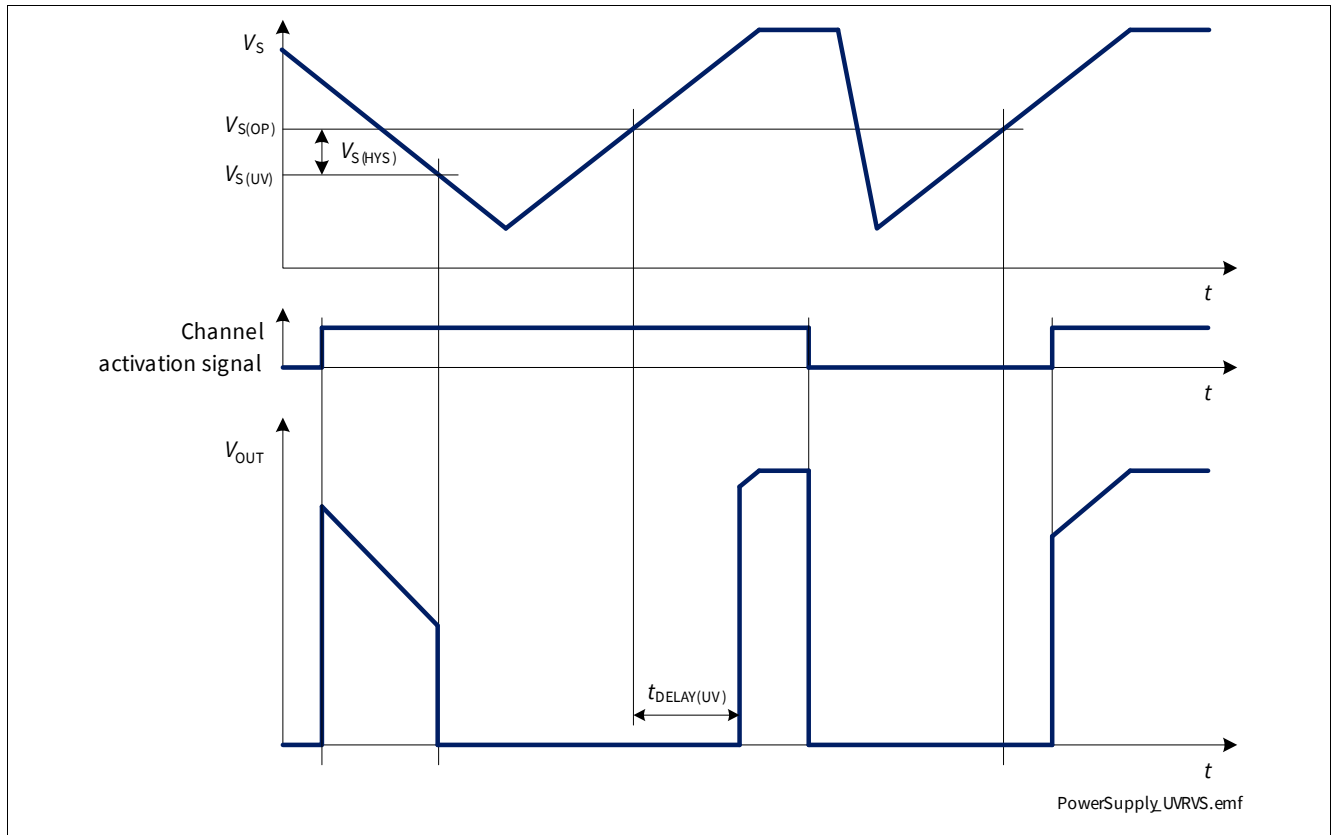 VS
VS(OP)
VS(HYS)
VS(UV)
t
Channel
activation signal
t
VOUT
tDELAY(UV)
t
PowerSupply_UVRVS.emf